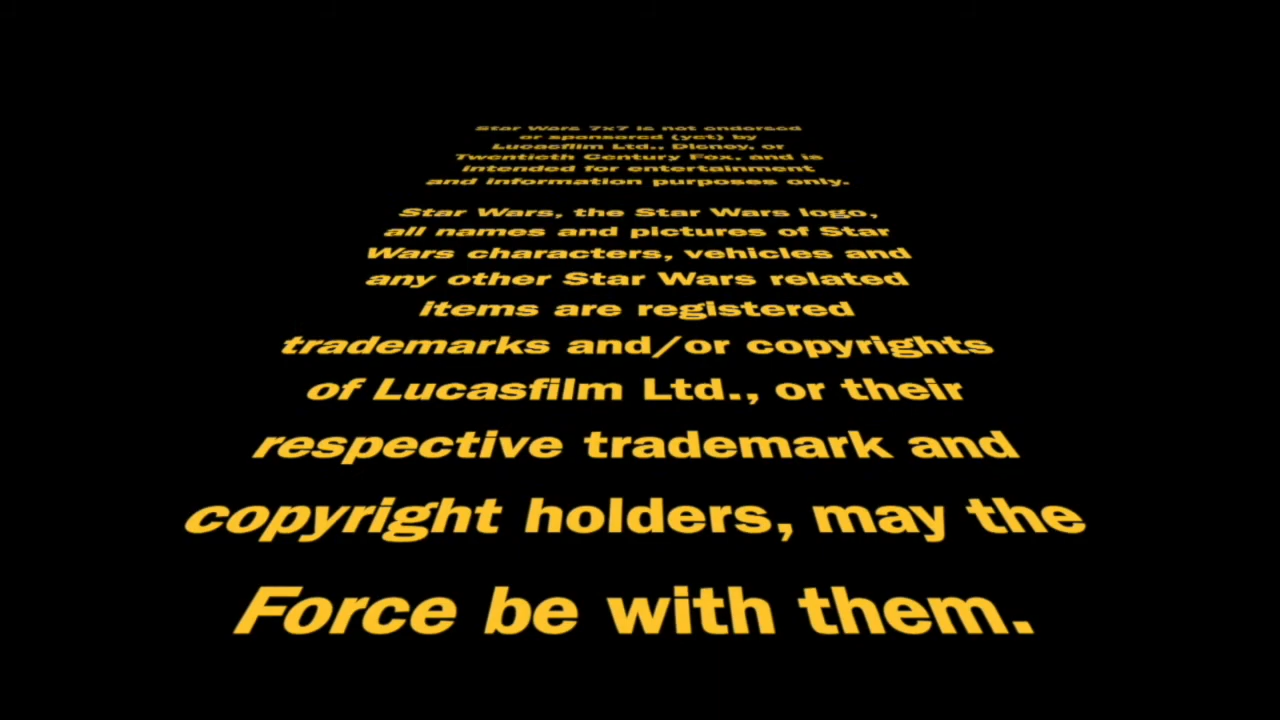 Star Wars 7x7 is not endorsed
or sponsored (yet) by
Lucasfilm Ltd., Disney, or
Twentieth Century Fox, and is
intended for entertainment
and information purposes only.
Star Wars, the Star Wars logo,
all names and pictures of Star
Wars characters, vehicles and
any other Star Wars related
items are registered
trademarks and/or copyrights
of Lucasfilm Ltd., or their
respective trademark and
copyright holders, may the
Force be with them.